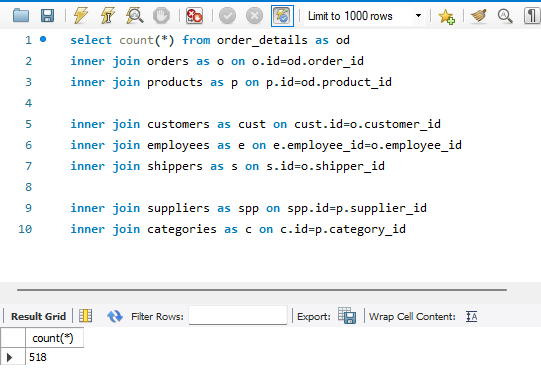 Limit to 1000 rows
1 select count(*) from order_details as od
2 inner join orders as o on o.id=od.order_id
3 inner join products as p on p.id=od.product_id
4
5 inner join customers as cust on cust.id=o.customer_id
6 inner join employees as e on e.employee_id=o.employee_id
7 inner join shippers as s on s.id=o.shipper_id
8
9 inner join suppliers as spp on spp.id=p.supplier_id
10 inner join categories as c on c.id=p.category_id
Result Grid Filter Rows: Export: Wrap Cell Content: IA
count(*)
518